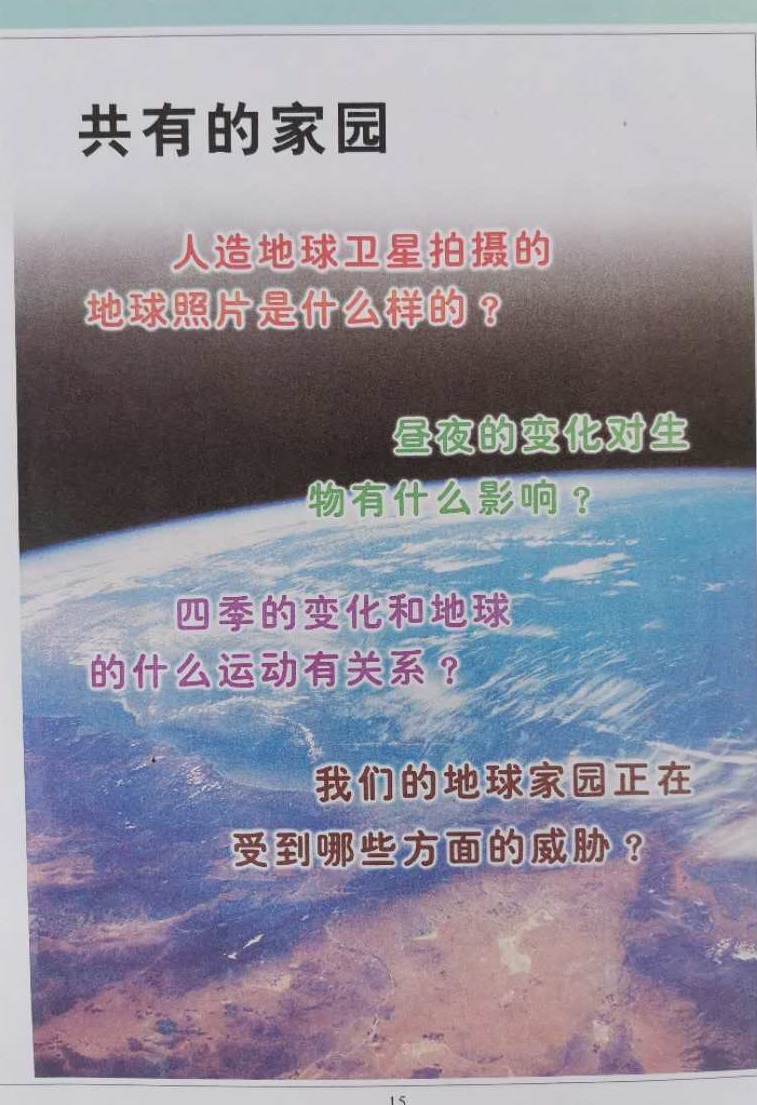 共有的家园
人造地球卫星拍摄的
地球照片是什么样的？
昼夜的变化对生
物有什么影响？
四季的变化和地球
的什么运动有关系？
我们的地球家园正在
受到哪些方面的威胁？
15